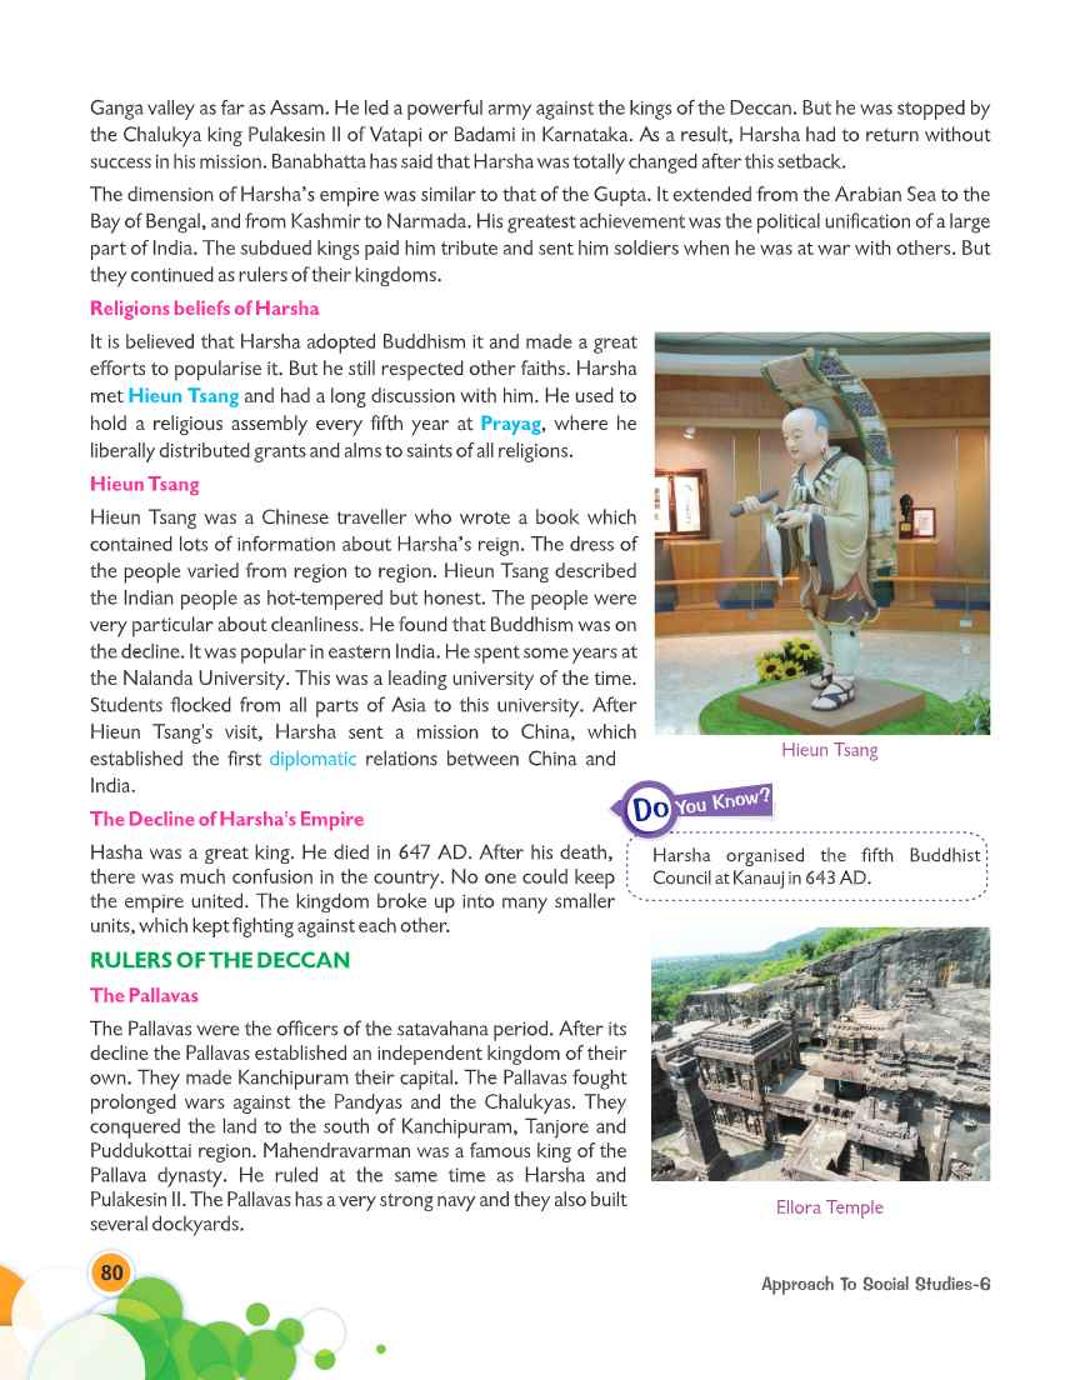 Ganga valley as far as Assam. He led a powerful army against the kings of the Deccan. But he was stopped by
the Chalukya king Pulakesin II of Vatapi or Badami in Karnataka. As a result, Harsha had to return without
success in his mission. Banabhatta has said that Harsha was totally changed after this setback.
The dimension of Harsha's empire was similar to that of the Gupta. It extended from the Arabian Sea to the
Bay of Bengal, and from Kashmir to Narmada. His greatest achievement was the political unification of a large
part of India. The subdued kings paid him tribute and sent him soldiers when he was at war with others. But
they continued as rulers of their kingdoms.
Religions beliefs of Harsha
It is believed that Harsha adopted Buddhism it and made a great
efforts to popularise it. But he still respected other faiths. Harsha
met Hieun Tsang and had a long discussion with him. He used to
hold a religious assembly every fifth year at Prayag, where he
liberally distributed grants and alms to saints of all religions.
Hieun Tsang
Hieun Tsang was a Chinese traveller who wrote a book which
contained lots of information about Harsha's reign. The dress of
the people varied from region to region. Hieun Tsang described
the Indian people as hot-tempered but honest. The people were
very particular about cleanliness. He found that Buddhism was on
the decline. It was popular in eastern India. He spent some years at
the Nalanda University. This was a leading university of the time.
Students flocked from all parts of Asia to this university. After
Hieun Tsang's visit, Harsha sent a mission to China, which
established the first diplomatic relations between China and
India.
Hieun Tsang
The Decline of Harsha's Empire
Hasha was a great king. He died in 647 AD. After his death,
there was much confusion in the country. No one could keep
the empire united. The kingdom broke up into many smaller
units, which kept fighting against each other.
Do You Know?
Harsha organised the fifth Buddhist
Council at Kanauj in 643 AD.
RULERS OF THE DECCAN
The Pallavas
The Pallavas were the officers of the satavahana period. After its
decline the Pallavas established an independent kingdom of their
own. They made Kanchipuram their capital. The Pallavas fought
prolonged wars against the Pandyas and the Chalukyas. They
conquered the land to the south of Kanchipuram, Tanjore and
Puddukottai region. Mahendravarman was a famous king of the
Pallava dynasty. He ruled at the same time as Harsha and
Pulakesin II. The Pallavas has a very strong navy and they also built
several dockyards.
Ellora Temple
80
Approach To Social Studies-6